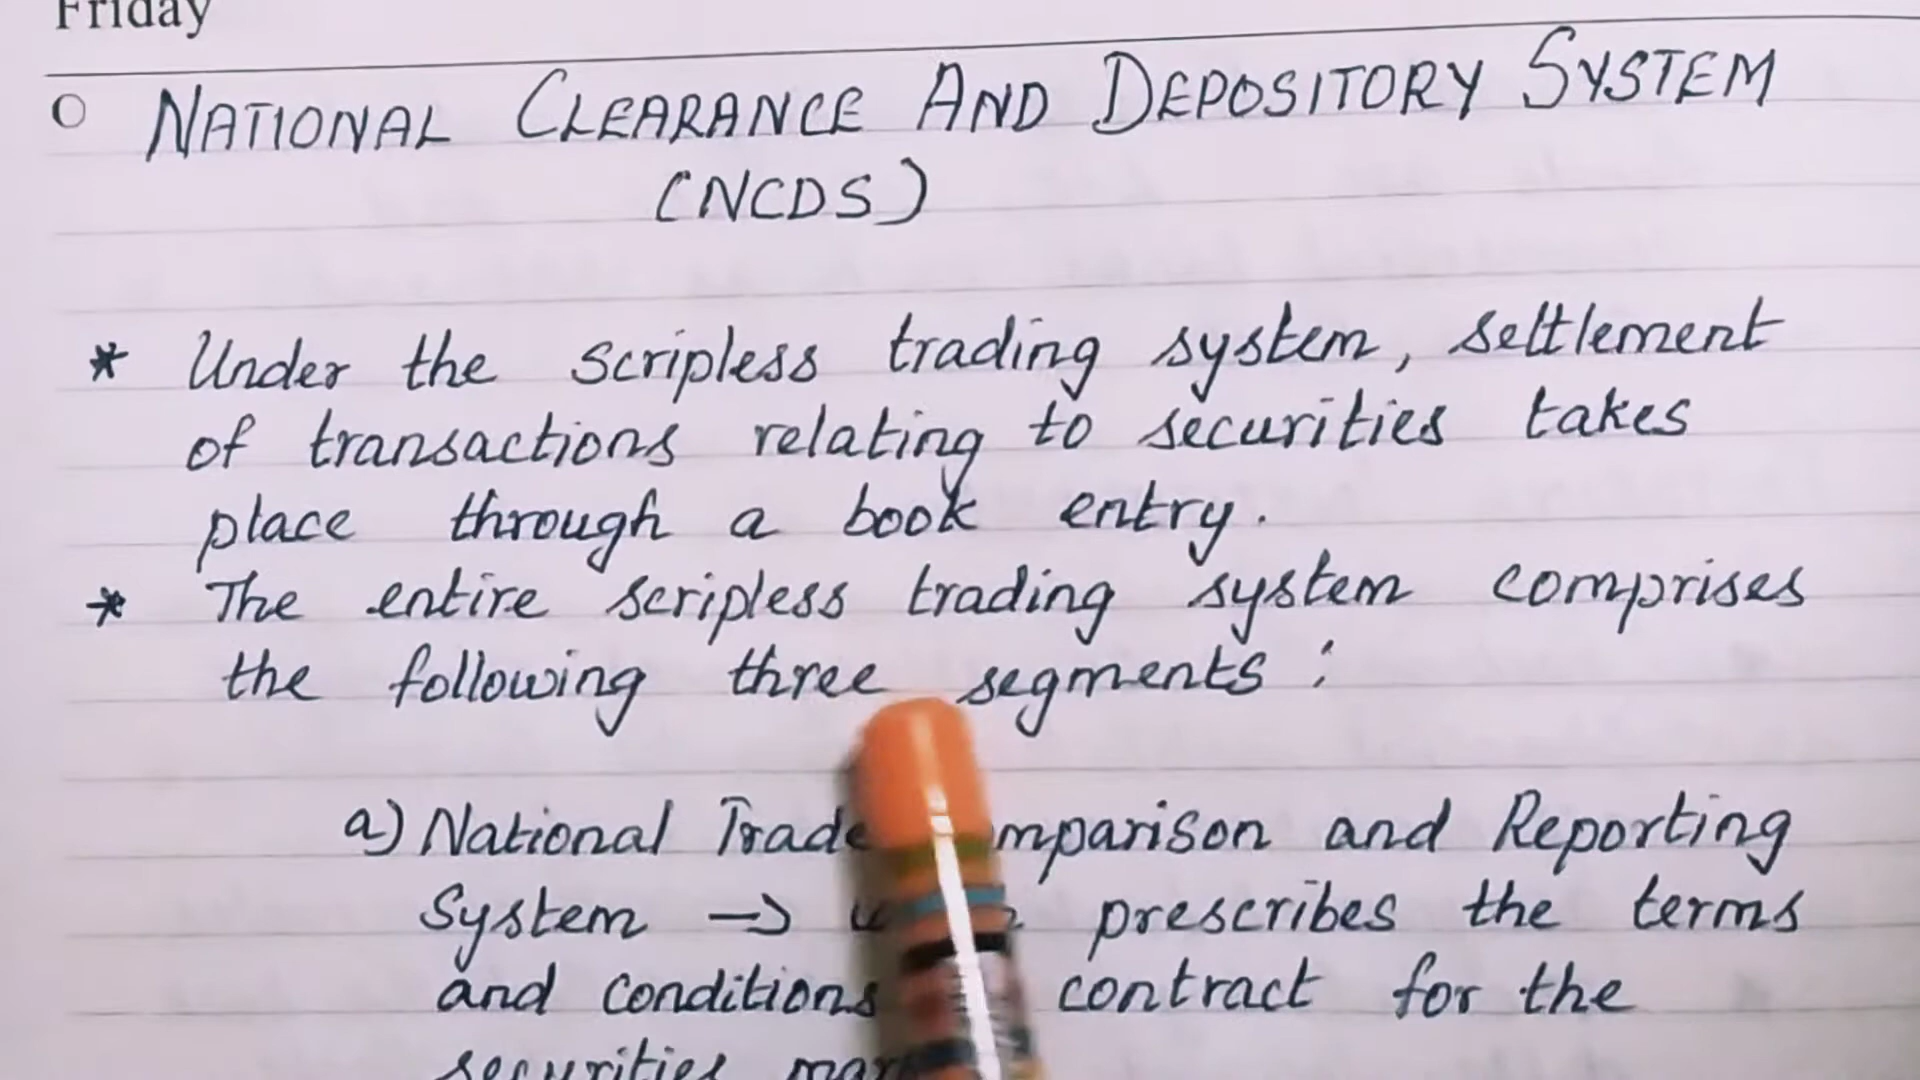 Friday
NATIONAL CLEARANCE AND DEPOSITORY SYSTEM
(NCDS)
* Under the scripless trading system, settlement
of transactions relating to securities takes
place through a book entry.
* The entire scripless trading system comprises
the following three segments :
a) National Trade mparison and Reporting
System → prescribes the terms
and conditions contract for the
securities